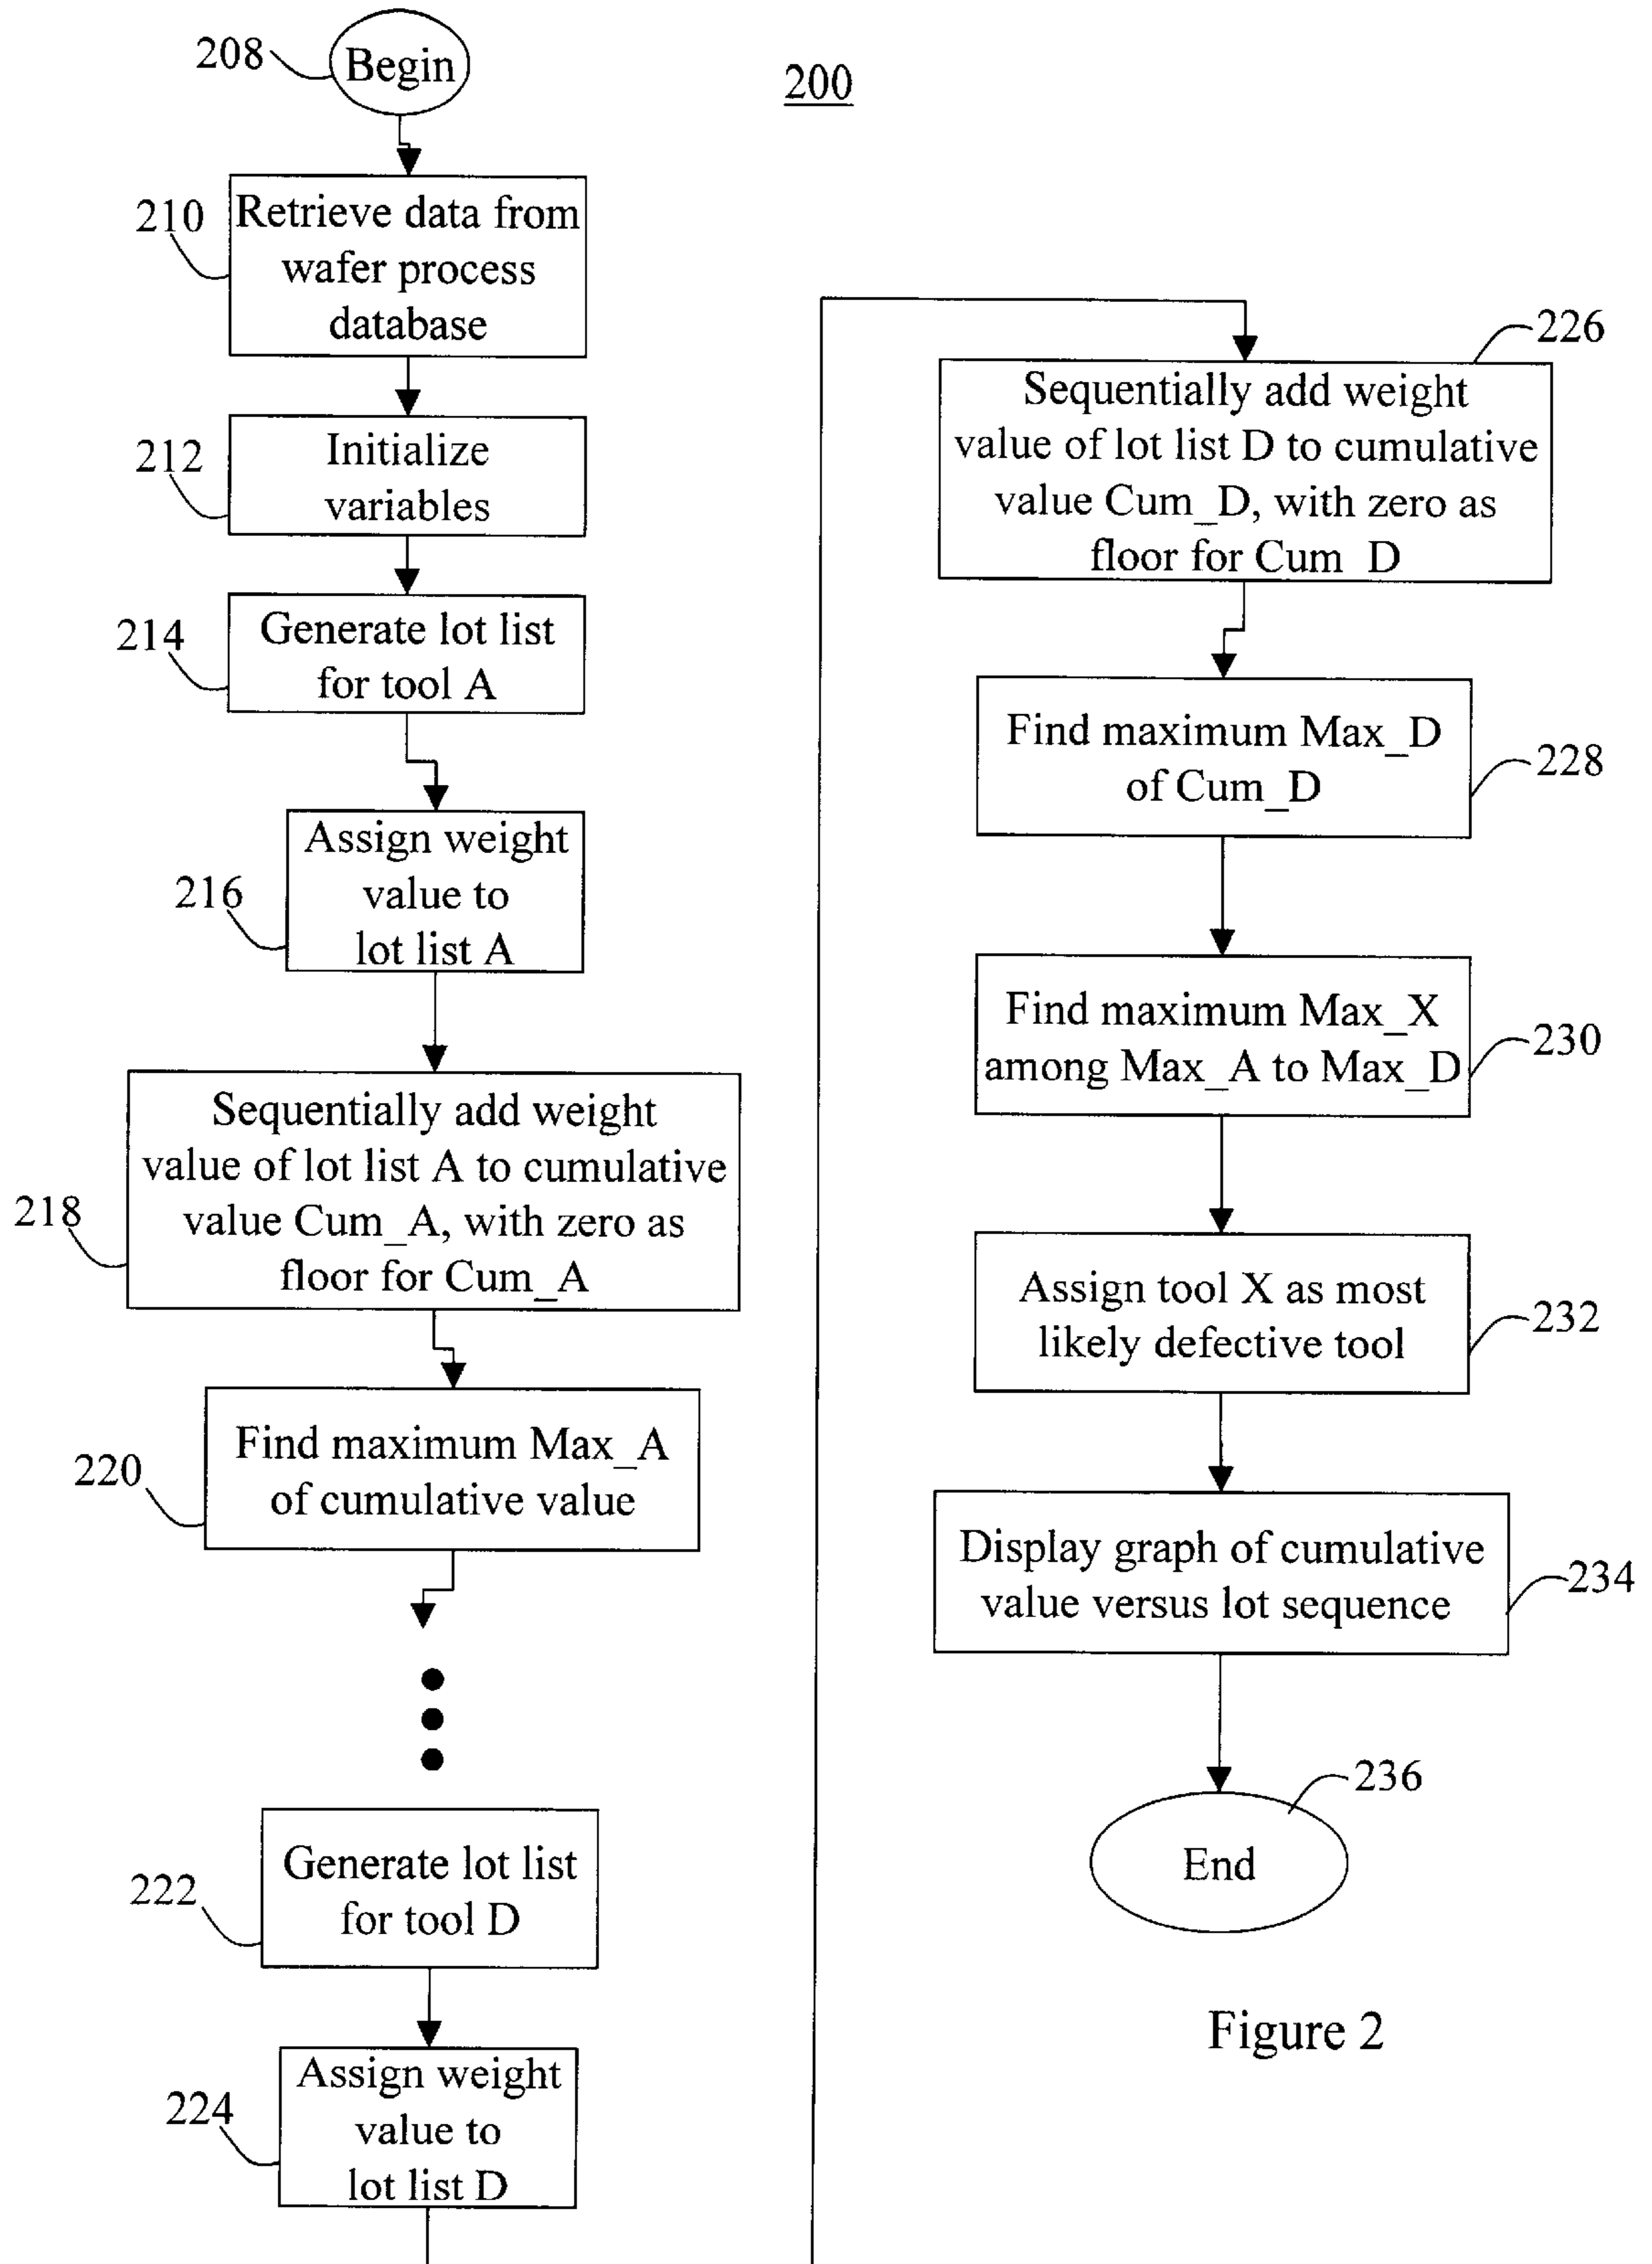 208
Begin
200
210
Retrieve data from
wafer process
database
212
Initialize
variables
214
Generate lot list
for tool A
216
Assign weight
value to
lot list A
218
Sequentially add weight
value of lot list A to cumulative
value Cum_A, with zero as
floor for Cum_A
220
Find maximum Max_A
of cumulative value
222
Generate lot list
for tool D
224
Assign weight
value to
lot list D
226
Sequentially add weight
value of lot list D to cumulative
value Cum_D, with zero as
floor for Cum D
228
Find maximum Max_D
of Cum_D
230
Find maximum Max_X
among Max_A to Max_D
232
Assign tool X as most
likely defective tool
234
Display graph of cumulative
value versus lot sequence
236
End
Figure 2